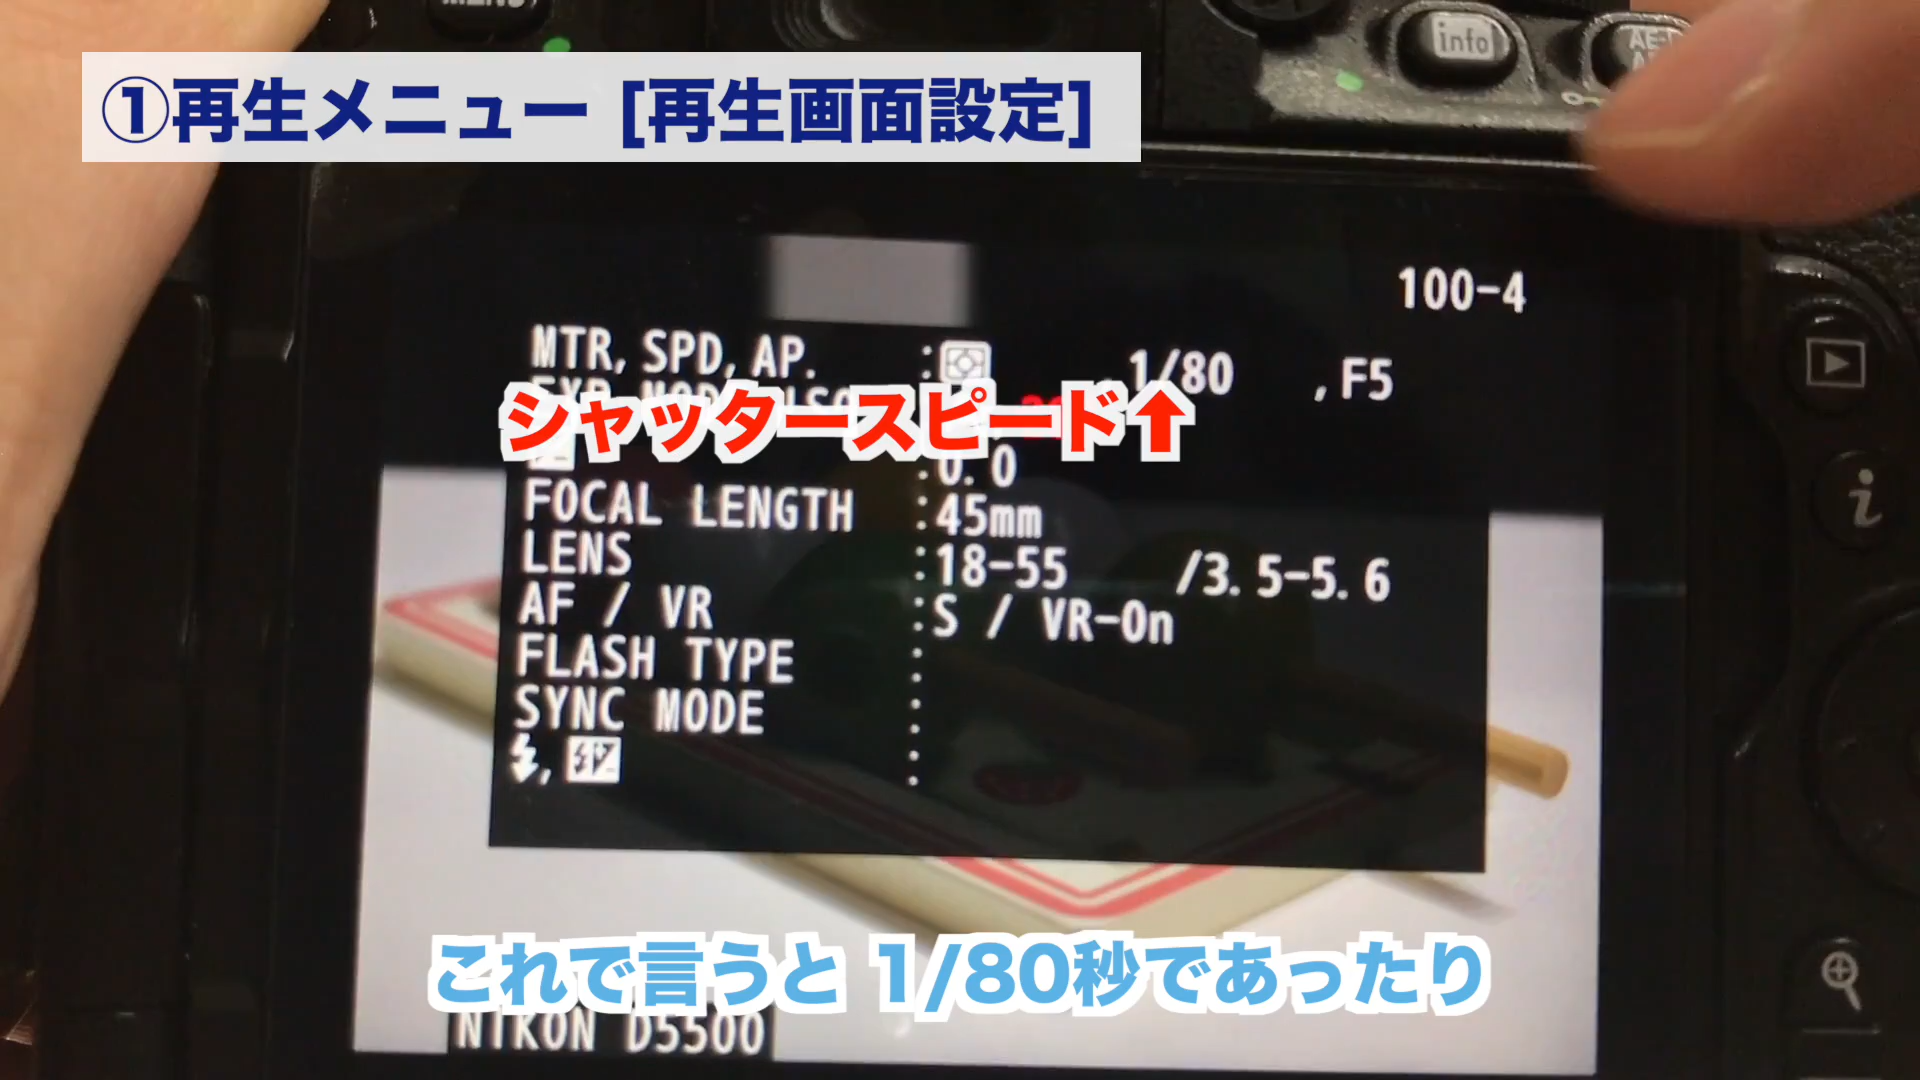 MENU
info
①再生メニュー [再生画面設定]
100-4
MTR, SPD, AP. : , 1/80 , F5
シャッタースピード↑
: 0.0
FOCAL LENGTH : 45mm
LENS : 18-55 /3.5-5.6
AF / VR : S / VR-On
FLASH TYPE :
SYNC MODE :
, :
i
これで言うと 1/80秒であったり
NIKON D5500